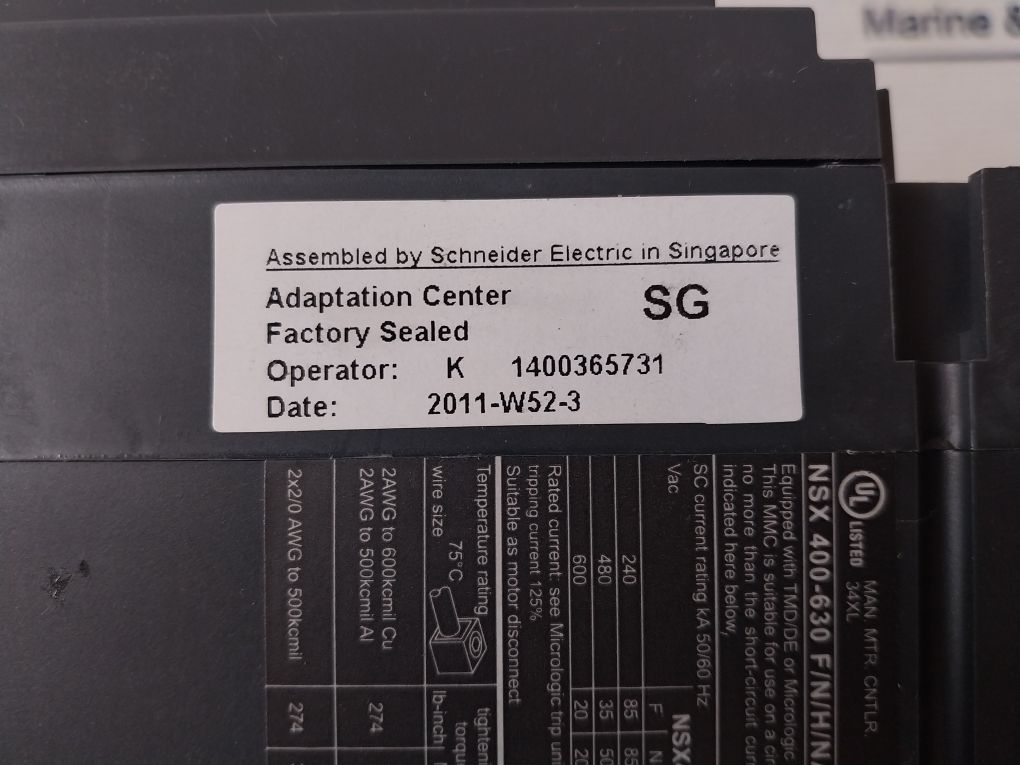 Marine &
Assembled by Schneider Electric in Singapore
Adaptation Center
SG
Factory Sealed
Operator: K 1400365731
Date: 2011-W52-3
UL LISTED
MAN MTR. CNTLR.
34XL
NSX 400-630 F/N/H/NA
Equipped with TMD/DE or Micrologic
This MMC is suitable for use on a
no more than the short-circuit
indicated here below,
SC current rating kA 50/60 Hz NSX
Vac F N
240 85 85
480 35 50
600 20 20
Rated current: see Micrologic trip
tripping current 125%
Suitable as motor disconnect
Temperature rating
75°C
wire size lb-inch
2AWG to 600kcmil Cu
2AWG to 500kcmil Al 274
2x2/0 AWG to 500kcmil 274